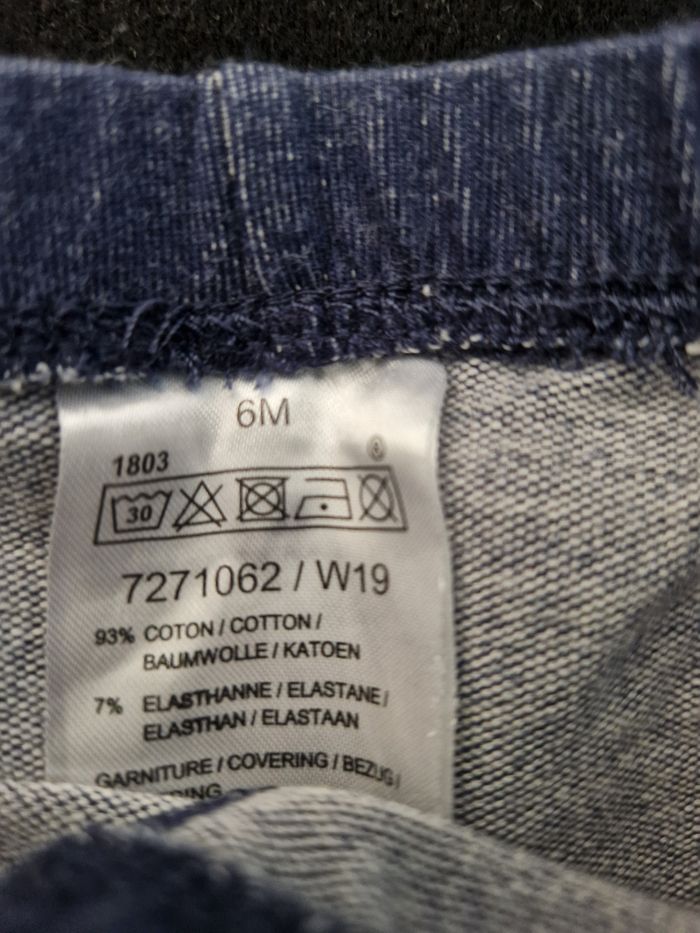 6M
1803
30
7271062 / W19
93% COTON / COTTON /
BAUMWOLLE / KATOEN
7% ELASTHANNE / ELASTANE /
ELASTHAN / ELASTAAN
GARNITURE / COVERING / BEZUG /